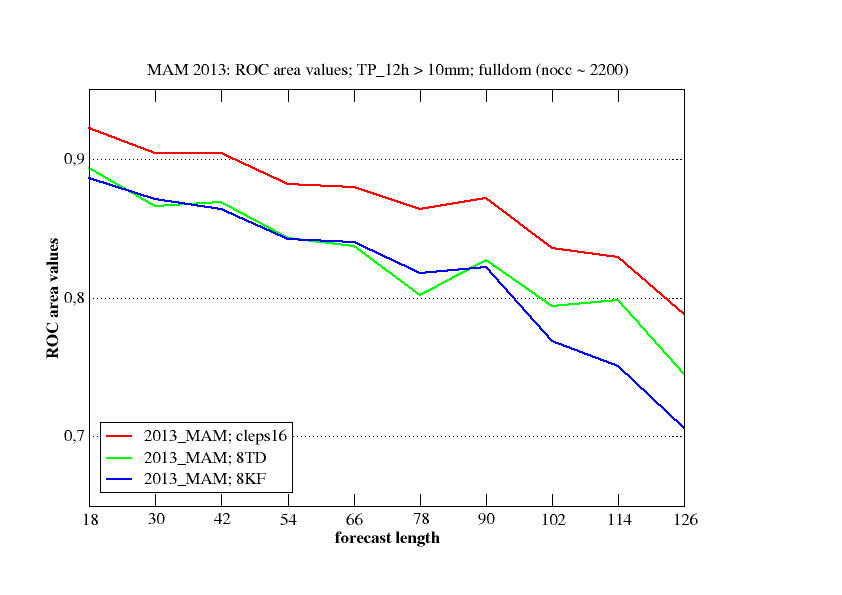 MAM 2013: ROC area values; TP_12h > 10mm; fulldom (nocc ~ 2200)
0,9
0,8
0,7
ROC area values
2013_MAM; cleps16
2013_MAM; 8TD
2013_MAM; 8KF
18 30 42 54 66 78 90 102 114 126
forecast length